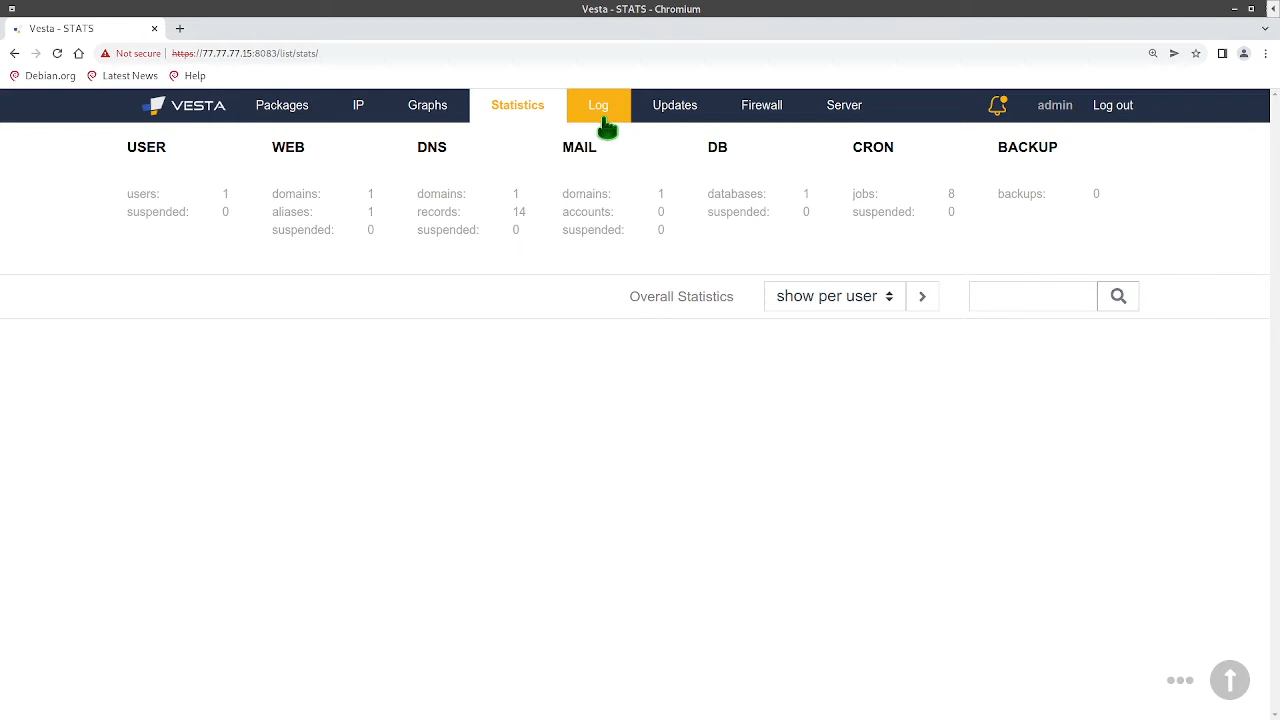 Vesta - STATS - Chromium
Vesta - STATS
Not secure https://77.77.77.15:8083/list/stats/
Debian.org Latest News Help
VESTA Packages IP Graphs Statistics Log Updates Firewall Server admin Log out
USER WEB DNS MAIL DB CRON BACKUP
users: 1 domains: 1 domains: 1 domains: 1 databases: 1 jobs: 8 backups: 0
suspended: 0 aliases: 1 records: 14 accounts: 0 suspended: 0 suspended: 0
suspended: 0 suspended: 0 suspended: 0
Overall Statistics show per user